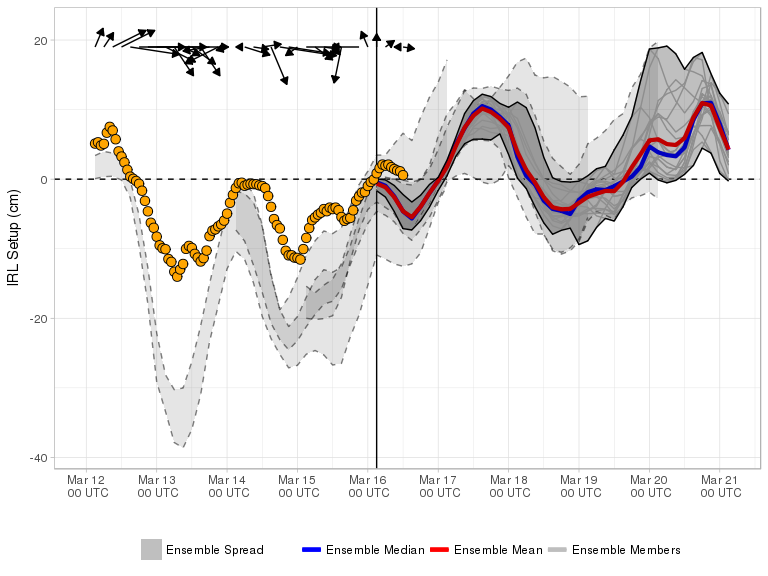 IRL Setup (cm)
20
0
-20
-40
Mar 12 Mar 13 Mar 14 Mar 15 Mar 16 Mar 17 Mar 18 Mar 19 Mar 20 Mar 21
00 UTC 00 UTC 00 UTC 00 UTC 00 UTC 00 UTC 00 UTC 00 UTC 00 UTC 00 UTC
Ensemble Spread Ensemble Median Ensemble Mean Ensemble Members